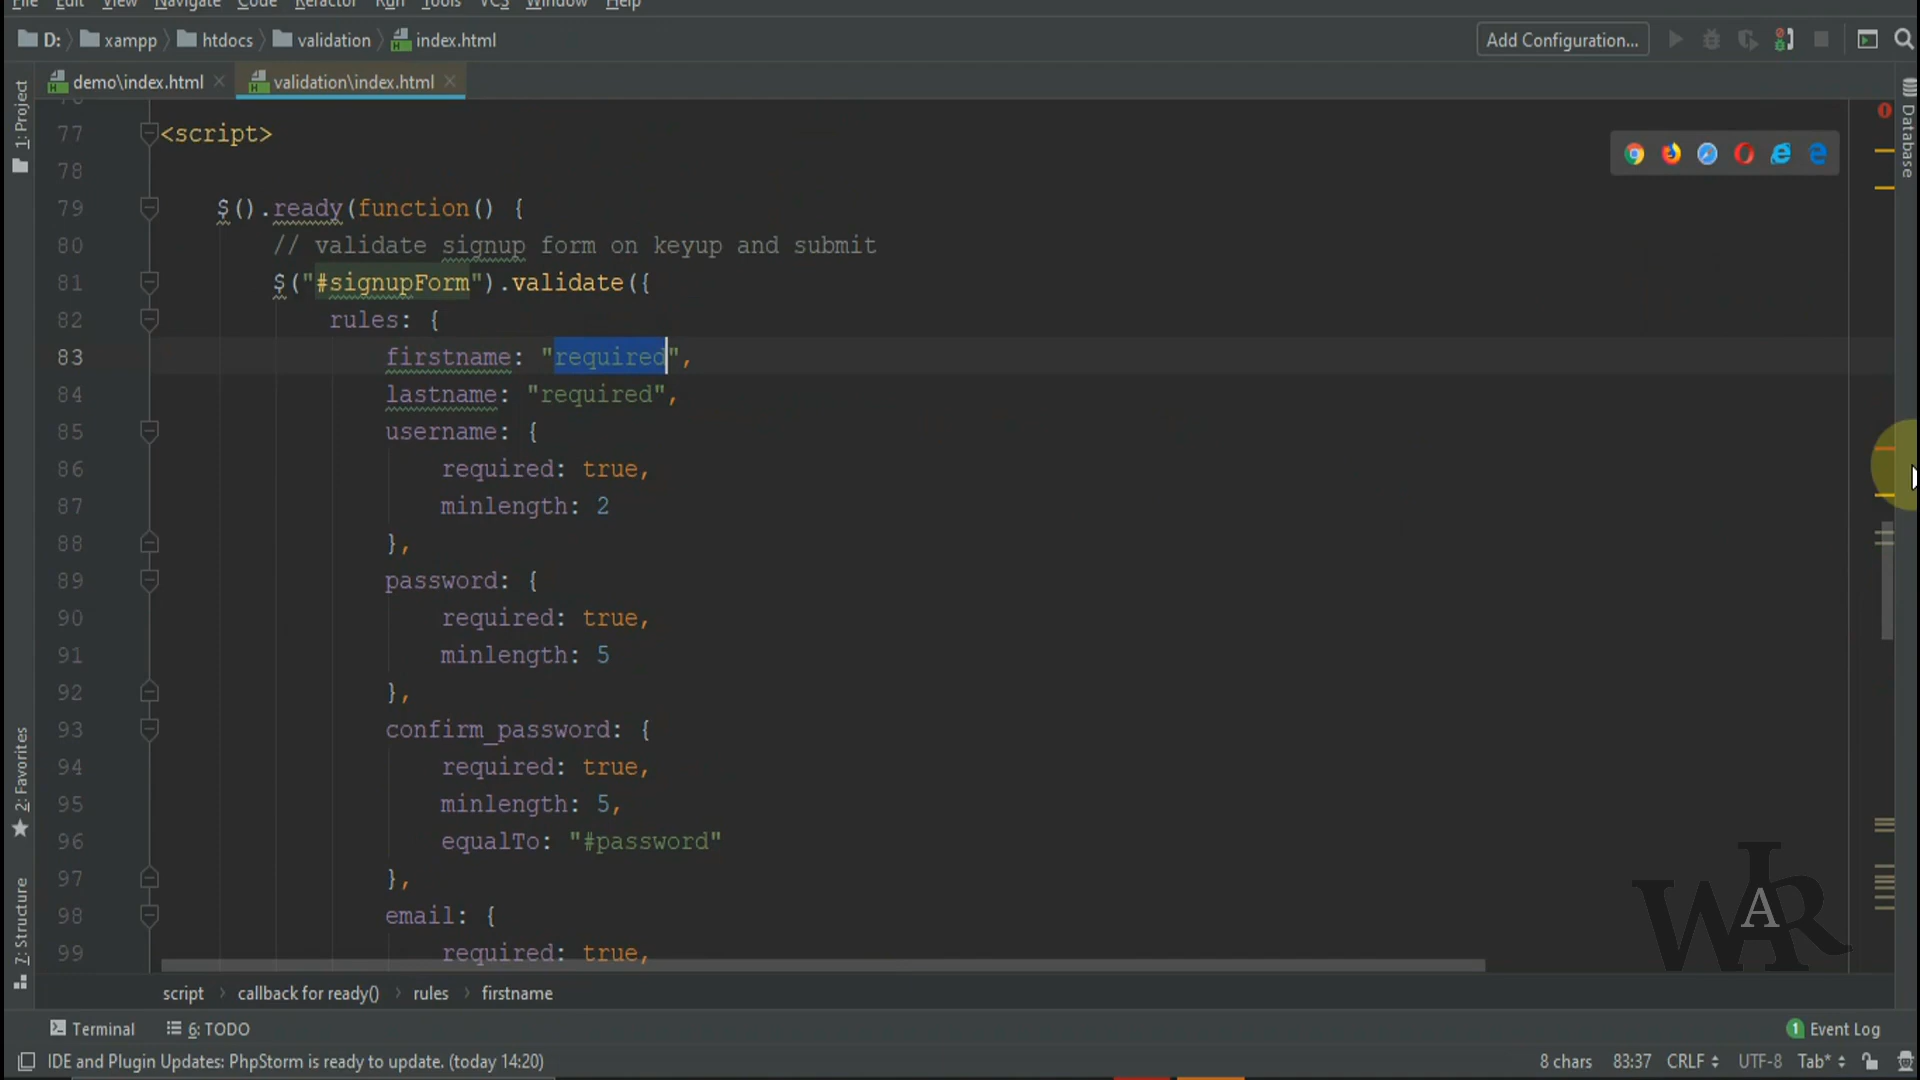 File Edit View Navigate Code Refactor Run Tools VCS Window Help
D: xampp htdocs validation index.html Add Configuration...
demo\index.html validation\index.html
1: Project
Database
2: Favorites
7: Structure
77 <script>
78
79 $().ready(function() {
80 // validate signup form on keyup and submit
81 $("#signupForm").validate({
82 rules: {
83 firstname: "required",
84 lastname: "required",
85 username: {
86 required: true,
87 minlength: 2
88 },
89 password: {
90 required: true,
91 minlength: 5
92 },
93 confirm_password: {
94 required: true,
95 minlength: 5,
96 equalTo: "#password"
97 },
98 email: {
99 required: true,
WAR
script callback for ready() rules firstname
Terminal 6: TODO 1 Event Log
IDE and Plugin Updates: PhpStorm is ready to update. (today 14:20) 8 chars 83:37 CRLF UTF-8 Tab*